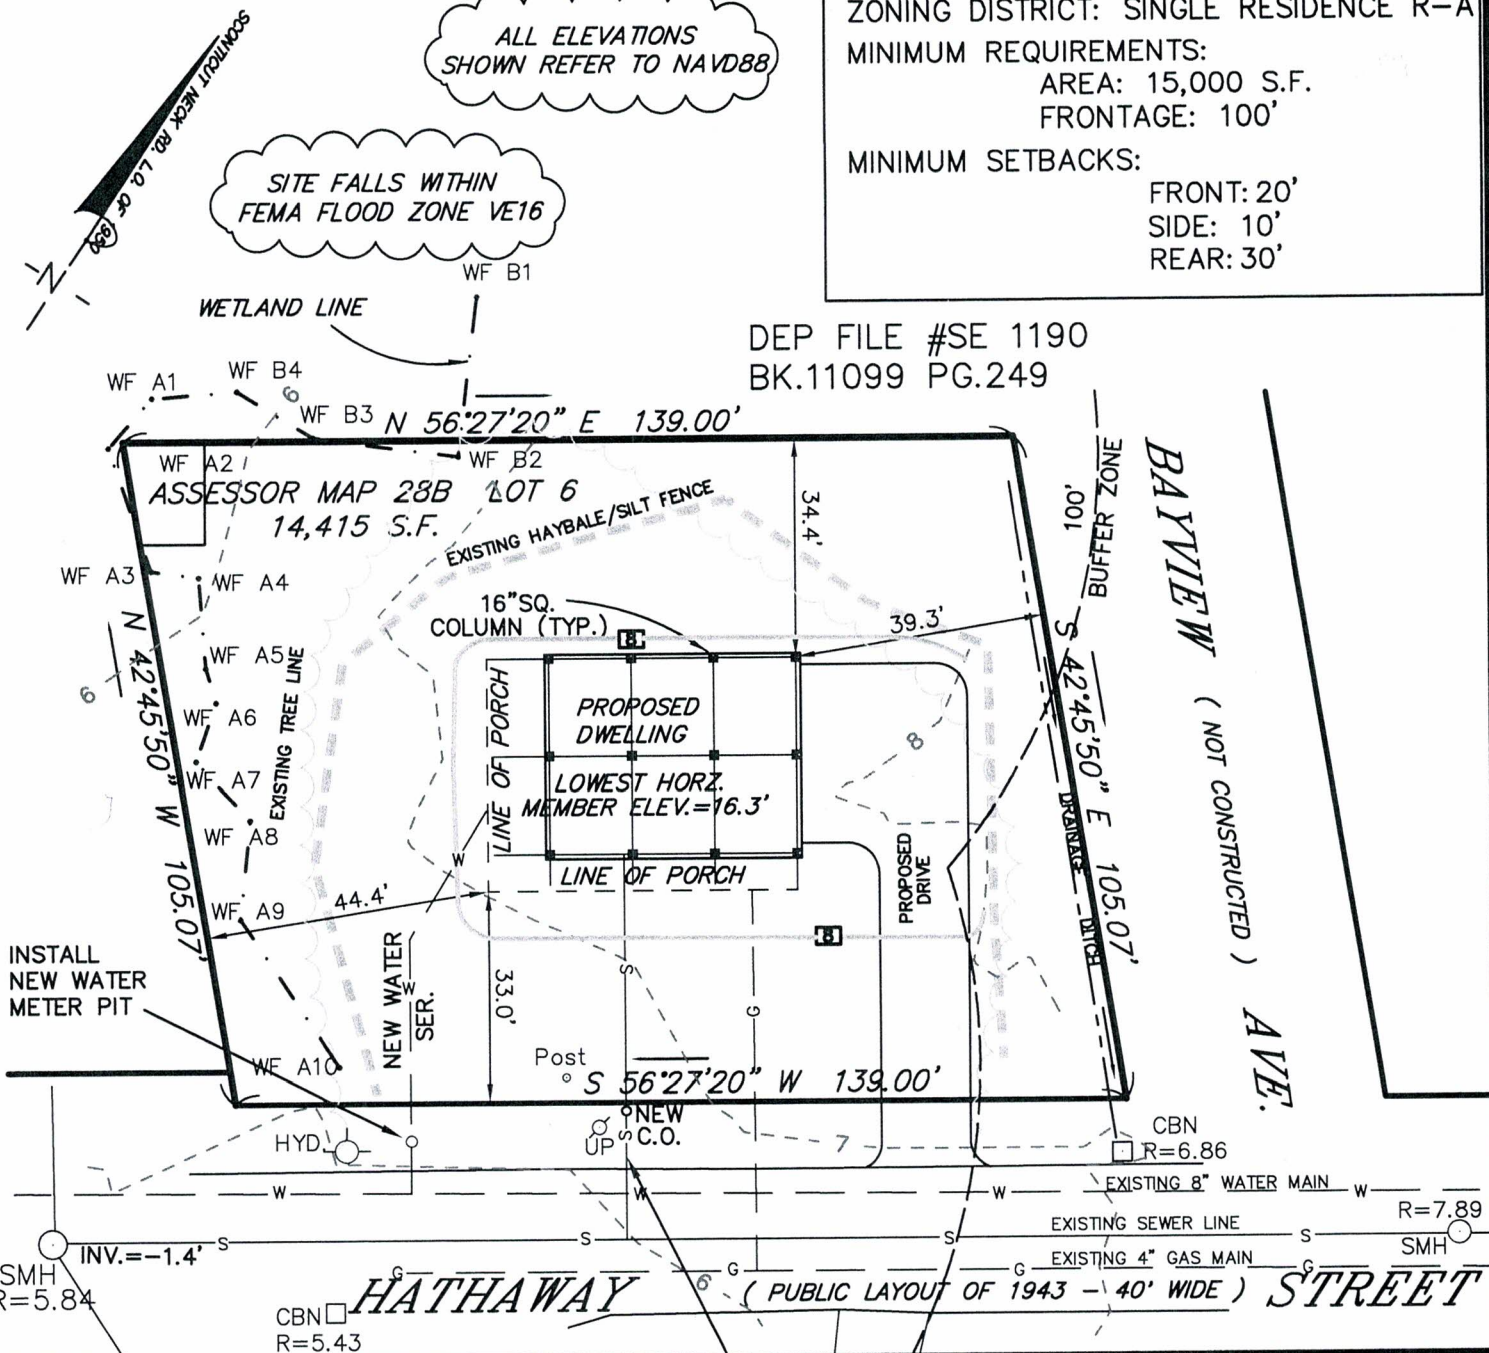 SCONTICUT NECK RD. L.O. OF 1950
N
ALL ELEVATIONS
SHOWN REFER TO NAVD88
ZONING DISTRICT: SINGLE RESIDENCE R-A
MINIMUM REQUIREMENTS:
AREA: 15,000 S.F.
FRONTAGE: 100'
MINIMUM SETBACKS:
FRONT: 20'
SIDE: 10'
REAR: 30'
SITE FALLS WITHIN
FEMA FLOOD ZONE VE16
WF B1
WETLAND LINE
DEP FILE #SE 1190
BK.11099 PG.249
WF A1
WF B4
6
WF B3
N 56°27'20" E 139.00'
WF A2
WF B2
ASSESSOR MAP 28B LOT 6
14,415 S.F.
EXISTING HAYBALE/SILT FENCE
34.4'
100'
BUFFER ZONE
BAYVIEW ( NOT CONSTRUCTED ) AVE.
WF A3
WF A4
16"SQ.
COLUMN (TYP.)
8
39.3'
N 42°45'50" W 105.07'
S 42°45'50" E 105.07'
WF A5
EXISTING TREE LINE
6
WF A6
LINE OF PORCH
PROPOSED
DWELLING
8
WF A7
LOWEST HORZ.
MEMBER ELEV.=16.3'
DRAINAGE DITCH
WF A8
W
PROPOSED
DRIVE
LINE OF PORCH
44.4'
WF A9
8
INSTALL
NEW WATER
METER PIT
NEW WATER
SER.
W
33.0'
S
G
WF A10
Post
S 56°27'20" W 139.00'
HYD
UP
NEW
C.O.
S
7
CBN
R=6.86
W
W
W
EXISTING 8" WATER MAIN
W
R=7.89
SMH
INV.=-1.4'
S
S
S
EXISTING SEWER LINE
S
SMH
R=5.84
G
G
G
EXISTING 4" GAS MAIN
G
6
HATHAWAY ( PUBLIC LAYOUT OF 1943 - 40' WIDE ) STREET
CBN
R=5.43